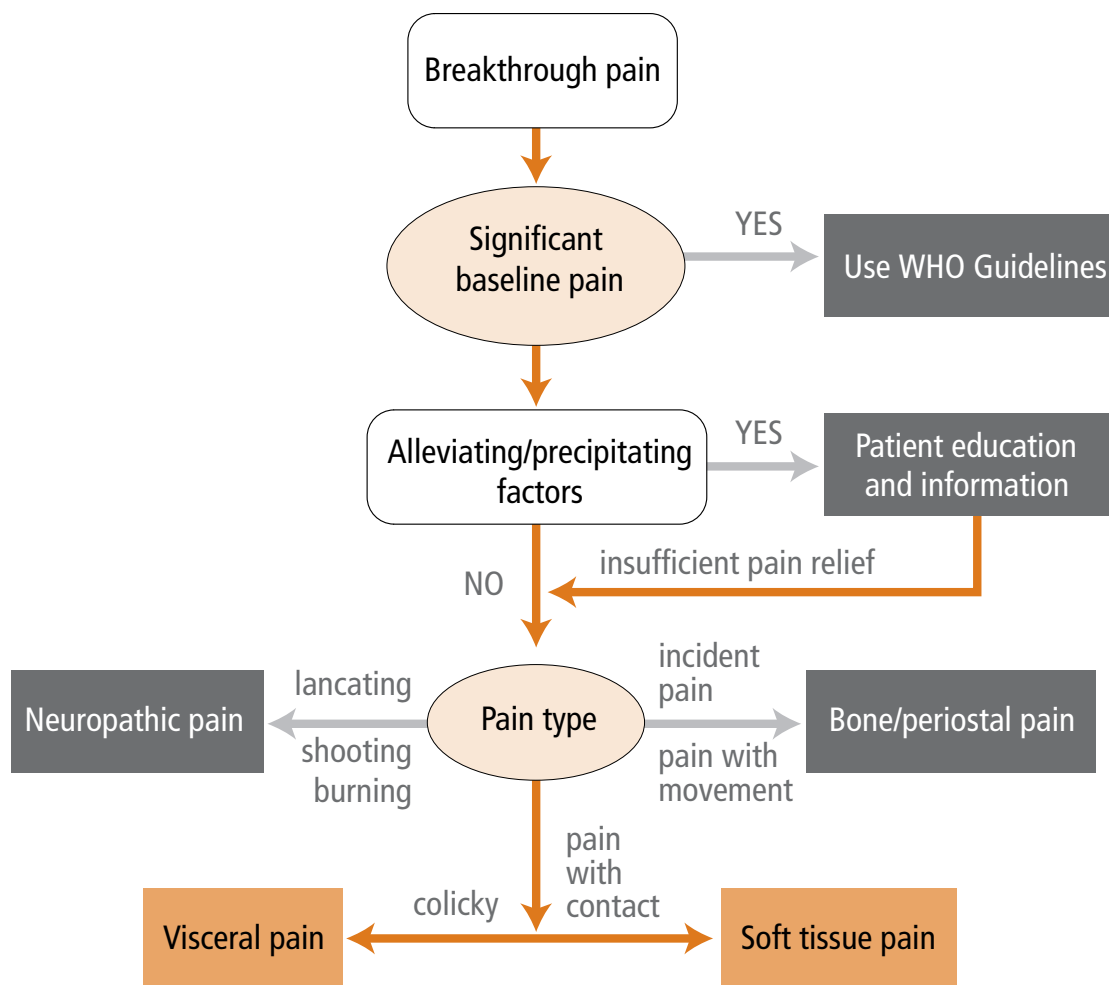 Breakthrough pain
Significant
baseline pain
YES
Use WHO Guidelines
Alleviating/precipitating
factors
YES
Patient education
and information
NO
insufficient pain relief
Neuropathic pain
lancating
shooting
burning
Pain type
incident
pain
pain with
movement
Bone/periostal pain
colicky
pain
with
contact
Visceral pain
Soft tissue pain